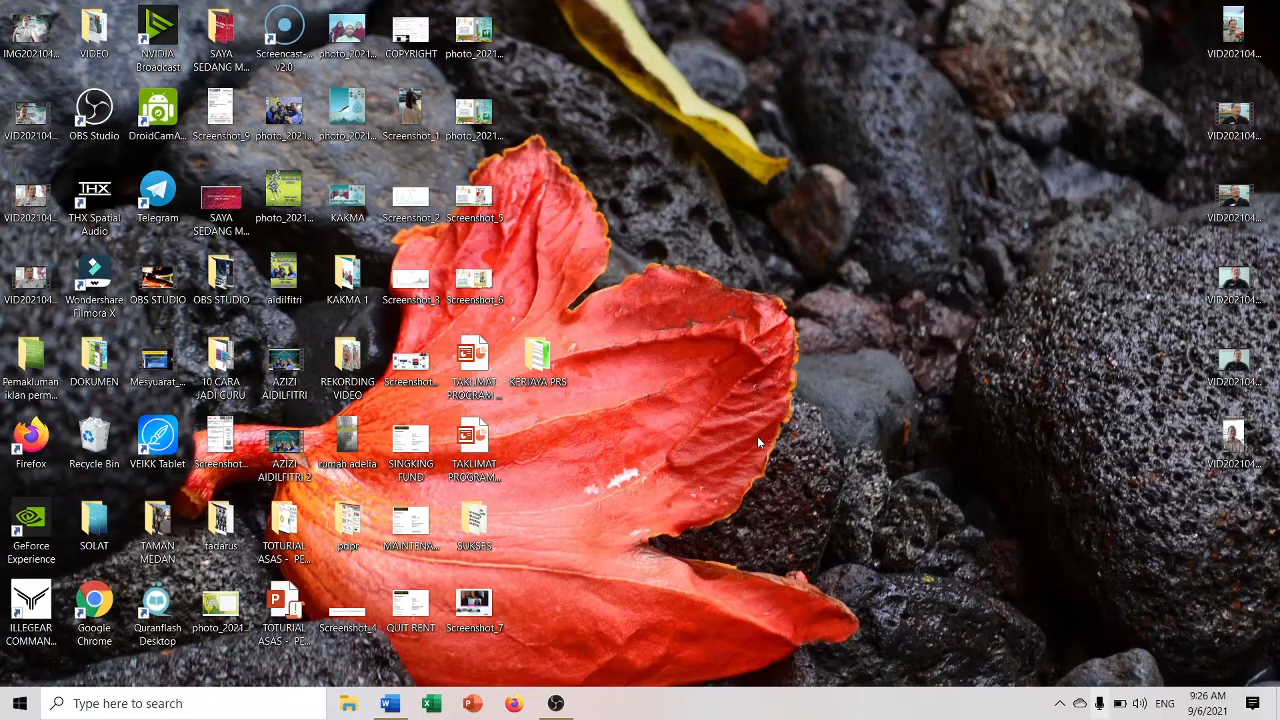 IMG202104...
VIDEO
NVIDIA
Broadcast
SAYA
SEDANG M...
Screencast-...
v2.0
photo_2021...
COPYRIGHT
photo_2021...
VID202104...
VID202104...
OBS Studio
DroidCamA...
Screenshot_9
photo_2021...
photo_2021...
Screenshot_1
photo_2021...
VID202104...
VID202104...
THX Spatial
Audio
Telegram
SAYA
SEDANG M...
photo_2021...
KAKMA
Screenshot_2
Screenshot_5
VID202104...
VID202104...
Wondershare
Filmora X
OBS STUDIO
OBS STUDIO
aidilfitri
KAKMA 1
Screenshot_3
Screenshot_6
VID202104...
Pemakluman
iklan perm...
DOKUMEN
Mesyuarat_...
10 CARA
JADI CURU
AZIZI
AIDILFITRI
REKORDING
VIDEO
Screenshot...
TAKLIMAT
PROGRAM ...
KERJAYA PRS
VID202104...
Firefox
Recycle Bin
VEIKK Tablet
Screenshot...
AZIZI
AIDILFITRI 2
rumah adelia
SINGKING
FUND
TAKLIMAT
PROGRAM...
VID202104...
GeForce
Experience
SOLAT
TAMAN
MEDAN
tadarus
TOTURIAL
ASAS - PE...
pdpr
MAINTENA...
SUKSES
ILLEGEAR
COMMAN...
Google
Chrome
Quranflash
Desktop
photo_2021...
TOTURIAL
ASAS - PE...
Screenshot_4
QUIT RENT
Screenshot_7
Type here to search
ENG
9:26 AM
9/6/2021